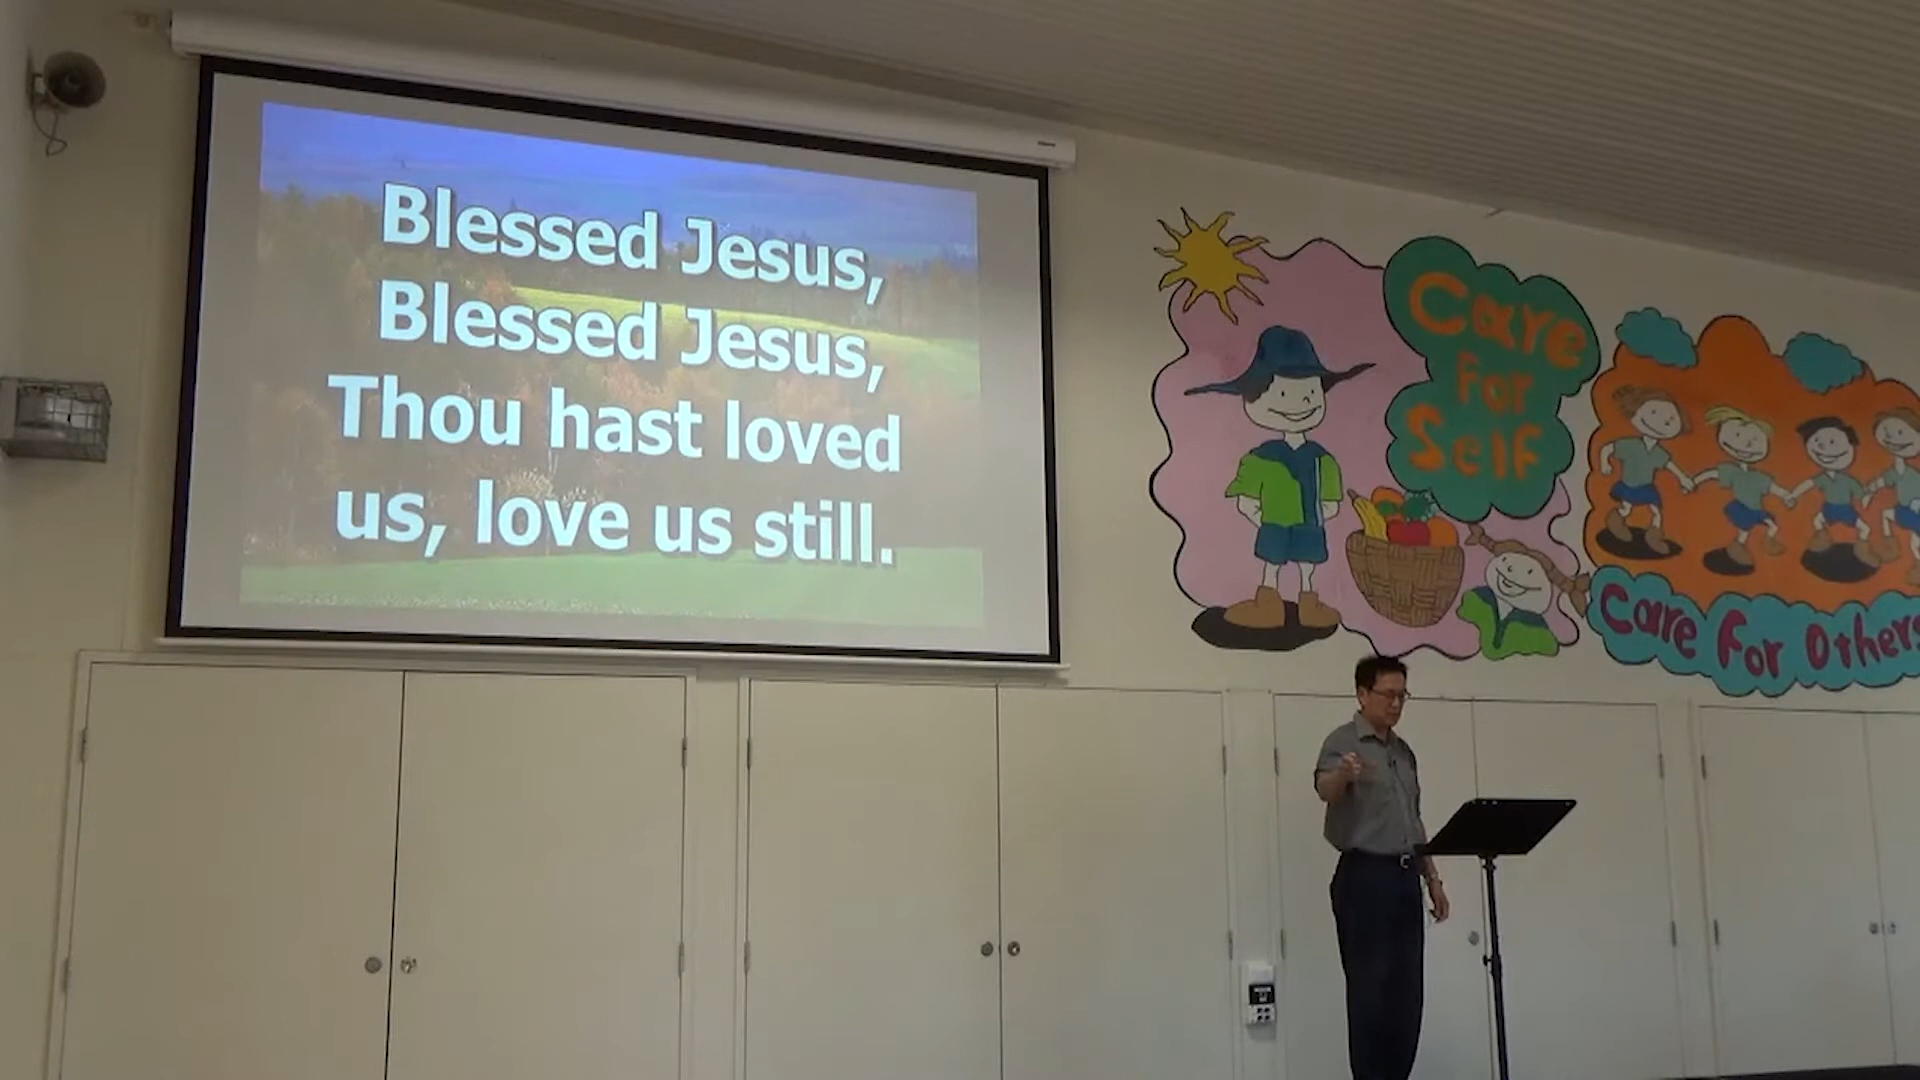 Blessed Jesus,
Blessed Jesus,
Thou hast loved
us, love us still.
Care
For
Self
Care For Others